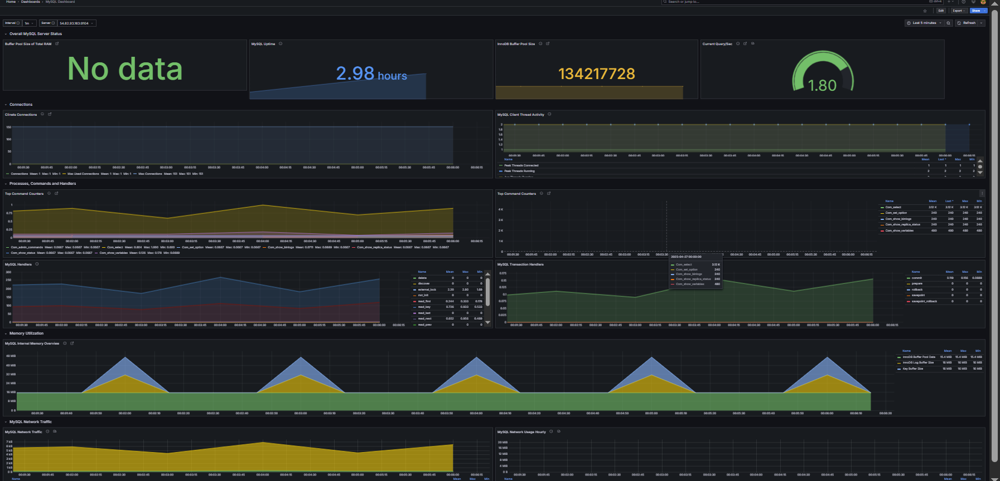 Home › Dashboards › MySQL Dashboard
Search or jump to... ctrl+k
Edit Export Share
Interval 1m Server 54.82.93.163:9104
Last 5 minutes Refresh
Overall MySQL Server Status
Buffer Pool Size of Total RAM
No data
MySQL Uptime
2.98 hours
InnoDB Buffer Pool Size
134217728
Current Query/Sec
1.80
Connections
Clinets Connections
150
100
50
0
00:01:30 00:01:45 00:02:00 00:02:15 00:02:30 00:02:45 00:03:00 00:03:15 00:03:30 00:03:45 00:04:00 00:04:15 00:04:30 00:04:45 00:05:00 00:05:15 00:05:30 00:05:45 00:06:00 00:06:15
Connections Mean: 1 Max: 1 Min: 1 Max Used Connections Mean: 1 Max: 1 Min: 1 Max Connections Mean: 151 Max: 151 Min: 151
MySQL Client Thread Activity
2
1.8
1.6
1.4
1.2
1
00:01:30 00:01:45 00:02:00 00:02:15 00:02:30 00:02:45 00:03:00 00:03:15 00:03:30 00:03:45 00:04:00 00:04:15 00:04:30 00:04:45 00:05:00 00:05:15 00:05:30 00:05:45 00:06:00 00:06:15
Name Mean Last * Max Min
Peak Threads Connected 1 1 1 1
Peak Threads Running 2 2 2 2
Processes, Commands and Handlers
Top Command Counters
1
0.75
0.5
0.25
0
00:01:30 00:01:45 00:02:00 00:02:15 00:02:30 00:02:45 00:03:00 00:03:15 00:03:30 00:03:45 00:04:00 00:04:15 00:04:30 00:04:45 00:05:00 00:05:15 00:05:30 00:05:45 00:06:00 00:06:15
Com_admin_commands Mean: 0.0667 Max: 0.0667 Min: 0.0667 Com_select Mean: 0.804 Max: 1.000 Min: 0.600 Com_set_option Mean: 0.0667 Max: 0.0667 Min: 0.0667 Com_show_binlogs Mean: 0.0711 Max: 0.0889 Min: 0.0667 Com_show_replica_status Mean: 0.0667 Max: 0.0667 Min: 0.0667
Com_show_status Mean: 0.0667 Max: 0.0667 Min: 0.0667 Com_show_variables Mean: 0.126 Max: 0.178 Min: 0.0889
Top Command Counters
4 K
3 K
2 K
1 K
0
00:01:30 00:01:45 00:02:00 00:02:15 00:02:30 00:02:45 00:03:00 00:03:15 00:03:30
00:04:15 00:04:30 00:04:45 00:05:00 00:05:15 00:05:30 00:05:45 00:06:00 00:06:15
Name Mean Last * Max Min
Com_select 3.12 K 3.12 K 3.12 K 3.12 K
Com_set_option 240 240 240 240
Com_show_binlogs 240 240 240 240
Com_show_replica_status 240 240 240 240
Com_show_variables 480 480 480 480
2025-04-27 00:00:00
Com_select 3.12 K
Com_set_option 240
Com_show_binlogs 240
Com_show_replica_status 240
Com_show_variables 480
MySQL Handlers
300
250
200
150
100
50
0
00:01:30 00:01:45 00:02:00 00:02:15 00:02:30 00:02:45 00:03:00 00:03:15 00:03:30 00:03:45 00:04:00 00:04:15 00:04:30 00:04:45 00:05:00 00:05:15 00:05:30 00:05:45 00:06:00 00:06:15
Name Mean Max Min
delete 0 0 0
discover 0 0 0
external_lock 2.20 2.80 1.69
mrr_init 0 0 0
read_first 0.244 0.333 0.178
read_key 0.726 0.933 0.533
read_last 0 0 0
read_next 0.652 0.956 0.489
read_prev 0 0 0
MySQL Transaction Handlers
0.175
0.15
0.125
0.1
0.075
0.05
0.025
0
00:01:30 00:01:45 00:02:00 00:02:15 00:02:30 00:02:45 00:03:00 00:03:15 00:03:30 00:03:45 00:04:00 00:04:15 00:04:30 00:04:45 00:05:00 00:05:15 00:05:30 00:05:45 00:06:00 00:06:15
Name Mean Max Min
commit 0.119 0.156 0.0889
prepare 0 0 0
rollback 0 0 0
savepoint 0 0 0
savepoint_rollback 0 0 0
Memory Utilization
MySQL Internal Memory Overview
48 MiB
40 MiB
32 MiB
24 MiB
16 MiB
8 MiB
0 B
00:01:30 00:01:40 00:01:50 00:02:00 00:02:10 00:02:20 00:02:30 00:02:40 00:02:50 00:03:00 00:03:10 00:03:20 00:03:30 00:03:40 00:03:50 00:04:00 00:04:10 00:04:20 00:04:30 00:04:40 00:04:50 00:05:00 00:05:10 00:05:20 00:05:30 00:05:40 00:05:50 00:06:00 00:06:10 00:06:20
Name Mean Max Min
InnoDB Buffer Pool Data 15.4 MiB 15.4 MiB 15.4 MiB
InnoDB Log Buffer Size 16 MiB 16 MiB 16 MiB
Key Buffer Size 16 MiB 16 MiB 16 MiB
MySQL Network Traffic
MySQL Network Traffic
7 kB
6 kB
5 kB
4 kB
3 kB
2 kB
1 kB
0 B
00:01:30 00:01:45 00:02:00 00:02:15 00:02:30 00:02:45 00:03:00 00:03:15 00:03:30 00:03:45 00:04:00 00:04:15 00:04:30 00:04:45 00:05:00 00:05:15 00:05:30 00:05:45 00:06:00 00:06:15
Name Mean Max Min
MySQL Network Usage Hourly
20 MiB
16 MiB
12 MiB
8 MiB
4 MiB
0 B
00:01:30 00:01:45 00:02:00 00:02:15 00:02:30 00:02:45 00:03:00 00:03:15 00:03:30 00:03:45 00:04:00 00:04:15 00:04:30 00:04:45 00:05:00 00:05:15 00:05:30 00:05:45 00:06:00 00:06:15
Name Mean Max Min